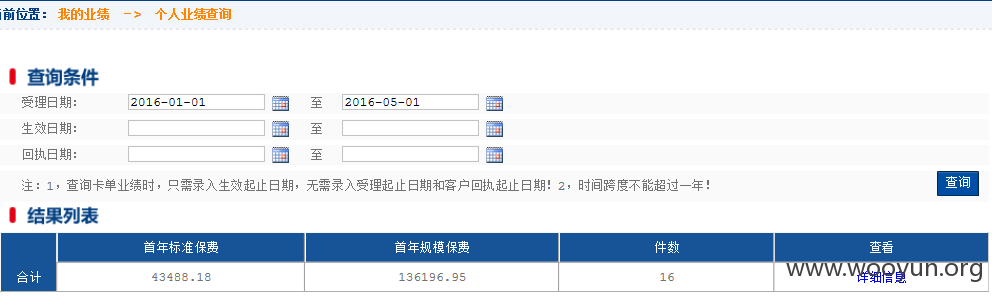 当前位置： 我的业绩 —> 个人业绩查询
查询条件
受理日期： 2016-01-01 至 2016-05-01
生效日期： 至
回执日期： 至
注：1，查询卡单业绩时，只需录入生效起止日期，无需录入受理起止日期和客户回执起止日期！2，时间跨度不能超过一年！ 查询
结果列表
首年标准保费 首年规模保费 件数 查看
合计 43488.18 136196.95 16 详细信息
www.wooyun.org